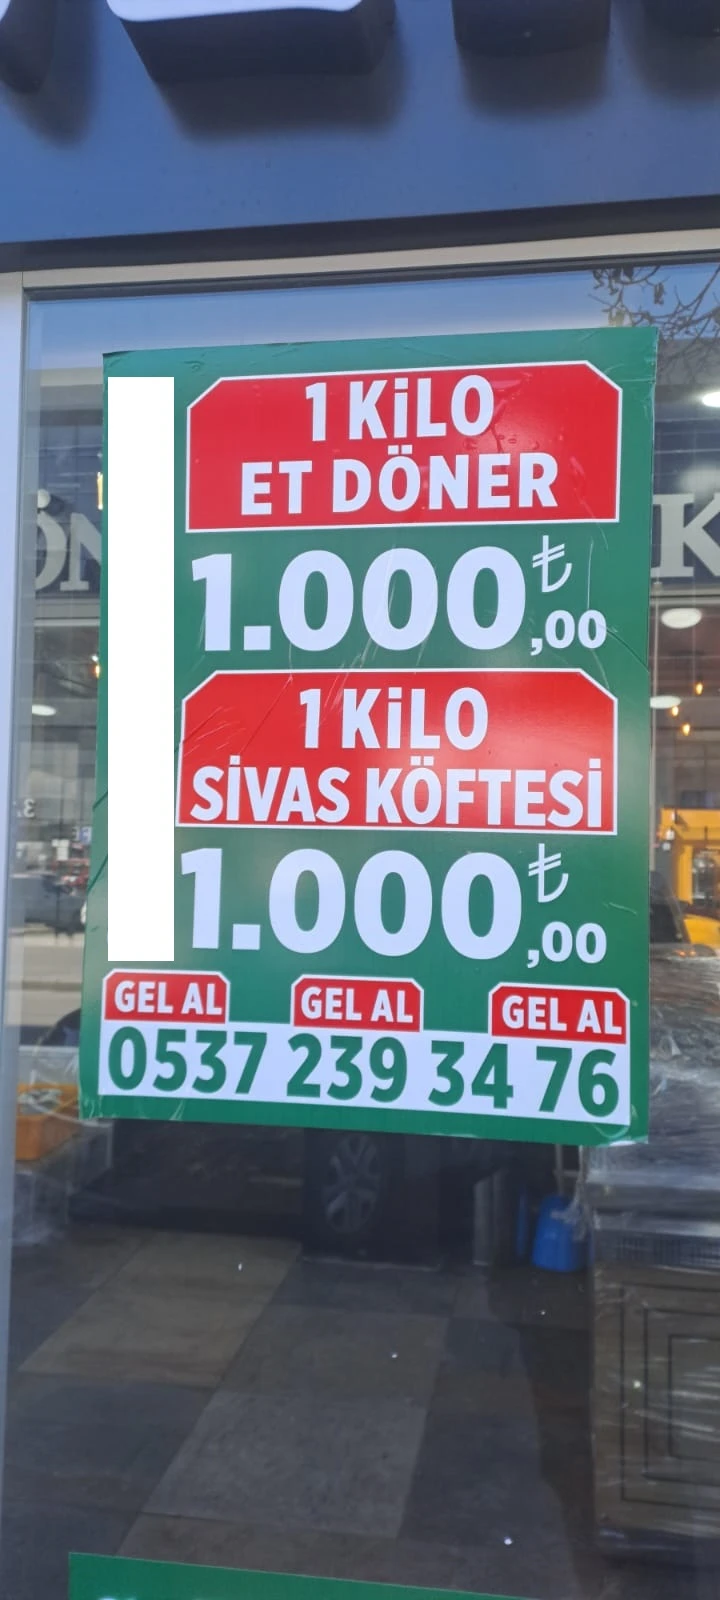 1 KİLO
ET DÖNER
1.000,00 ₺
1 KİLO
SİVAS KÖFTESİ
1.000,00 ₺
GEL AL GEL AL GEL AL
0537 239 34 76